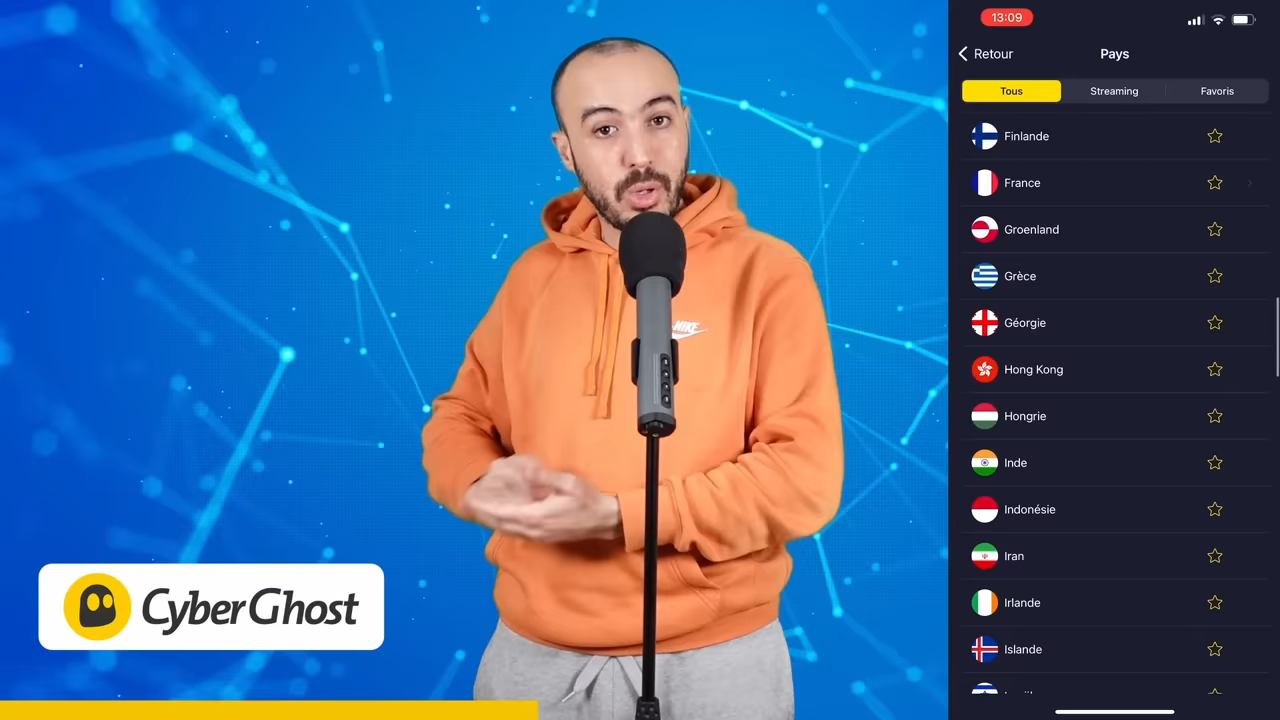 13:09
Retour
Pays
Tous
Streaming
Favoris
Finlande
France
Groenland
Grèce
Géorgie
Hong Kong
Hongrie
Inde
Indonésie
Iran
Irlande
Islande
NIKE
CyberGhost